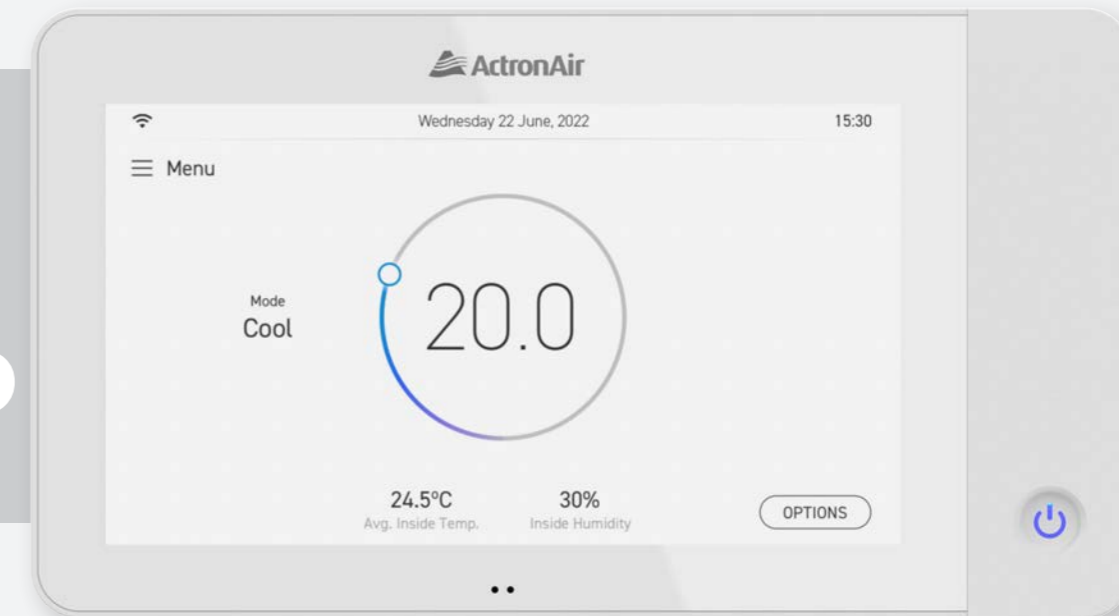 ActronAir
Wednesday 22 June, 2022
15:30
Menu
Mode
Cool
20.0
24.5°C
30%
Avg. Inside Temp.
Inside Humidity
OPTIONS